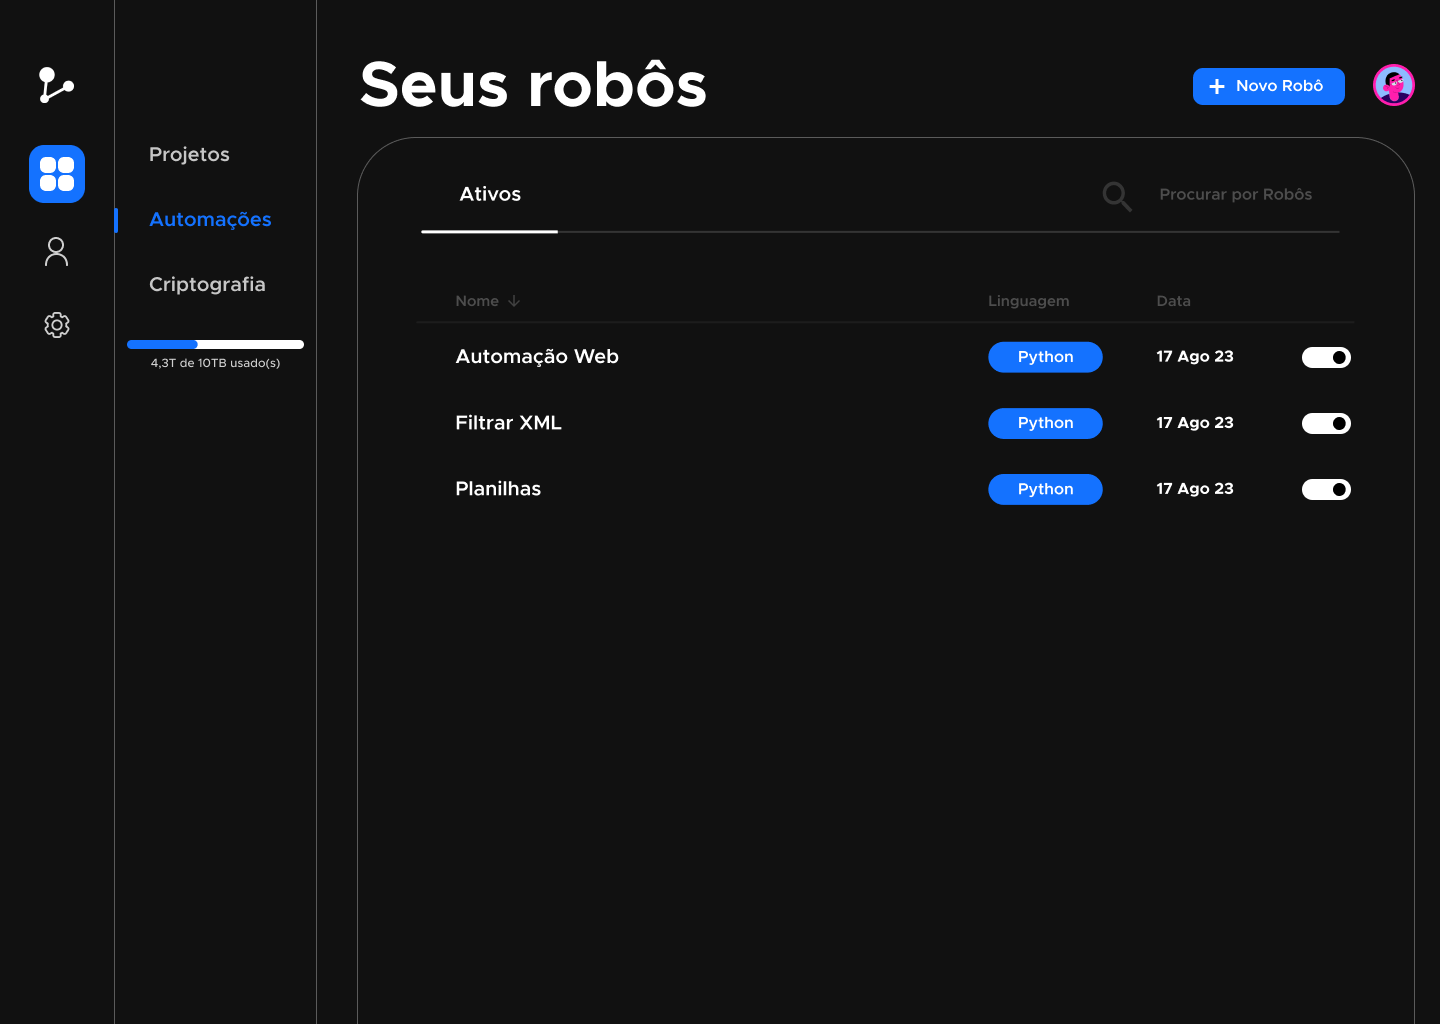 Seus robôs
Novo Robô
Projetos
Automações
Criptografia
4,3T de 10TB usado(s)
Ativos
Procurar por Robôs
Nome Linguagem Data
Automação Web Python 17 Ago 23
Filtrar XML Python 17 Ago 23
Planilhas Python 17 Ago 23